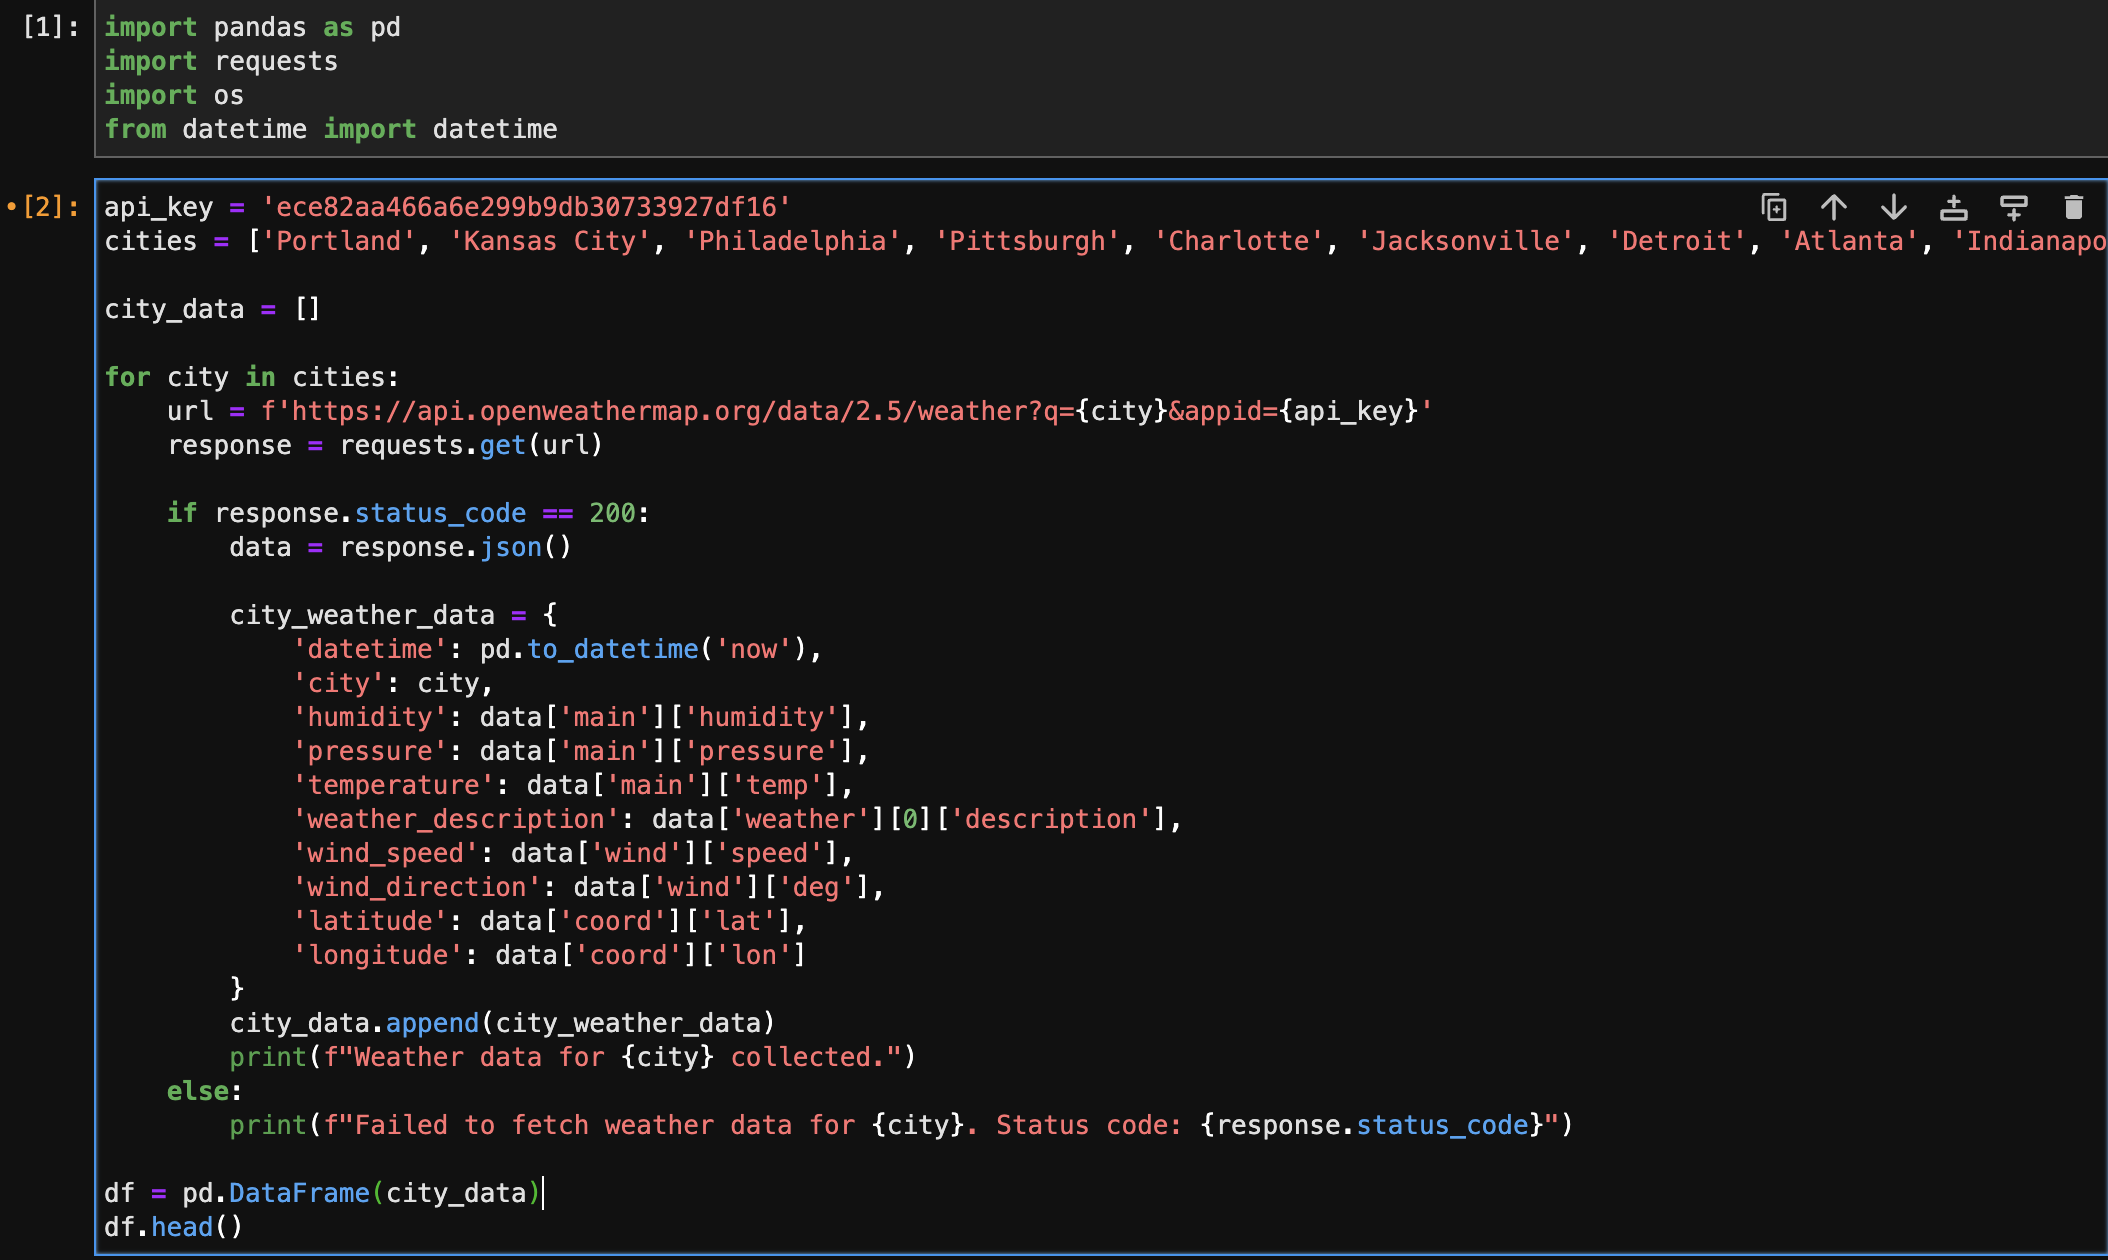 [1]: import pandas as pd
import requests
import os
from datetime import datetime
•[2]: api_key = 'ece82aa466a6e299b9db30733927df16'
cities = ['Portland', 'Kansas City', 'Philadelphia', 'Pittsburgh', 'Charlotte', 'Jacksonville', 'Detroit', 'Atlanta', 'Indianapo
city_data = []
for city in cities:
    url = f'https://api.openweathermap.org/data/2.5/weather?q={city}&appid={api_key}'
    response = requests.get(url)
    if response.status_code == 200:
        data = response.json()
        city_weather_data = {
            'datetime': pd.to_datetime('now'),
            'city': city,
            'humidity': data['main']['humidity'],
            'pressure': data['main']['pressure'],
            'temperature': data['main']['temp'],
            'weather_description': data['weather'][0]['description'],
            'wind_speed': data['wind']['speed'],
            'wind_direction': data['wind']['deg'],
            'latitude': data['coord']['lat'],
            'longitude': data['coord']['lon']
        }
        city_data.append(city_weather_data)
        print(f"Weather data for {city} collected.")
    else:
        print(f"Failed to fetch weather data for {city}. Status code: {response.status_code}")
df = pd.DataFrame(city_data)
df.head()